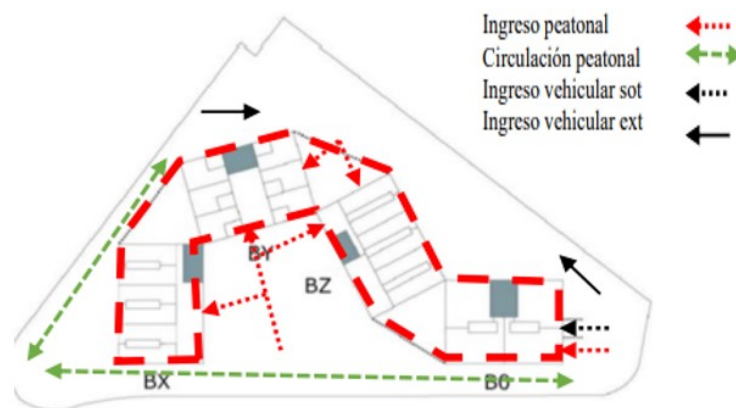 Ingreso peatonal
Circulación peatonal
Ingreso vehicular sot
Ingreso vehicular ext
BY
BZ
BX
B0